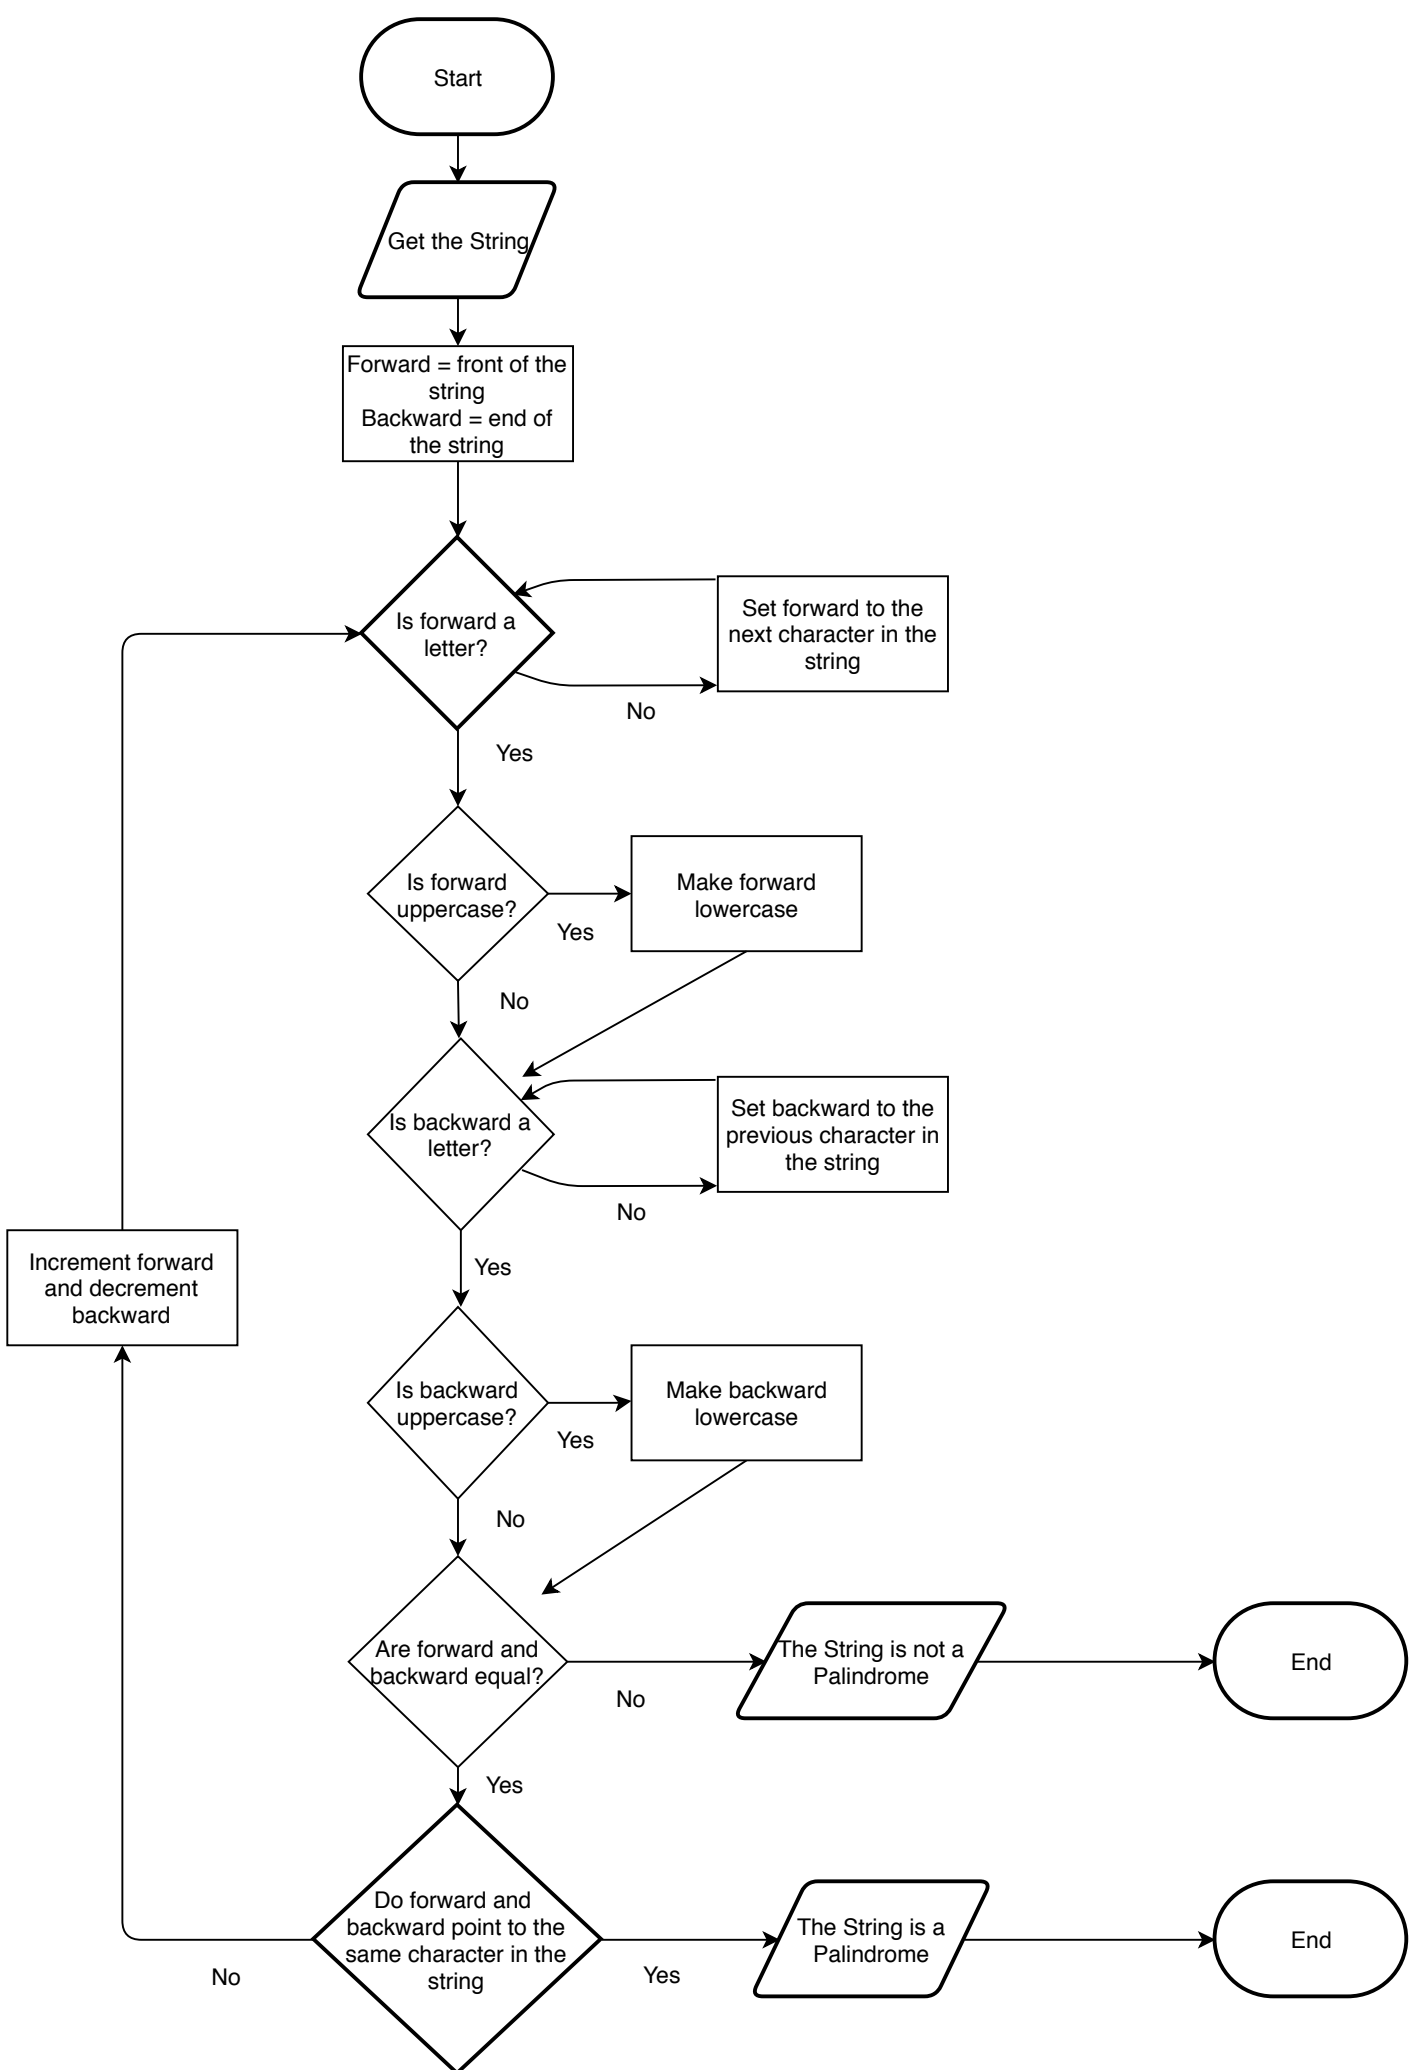 Start
Get the String
Forward = front of the
string
Backward = end of
the string
Is forward a
letter?
Set forward to the
next character in the
string
No
Yes
Is forward
uppercase?
Make forward
lowercase
Yes
No
Is backward a
letter?
Set backward to the
previous character in
the string
No
Yes
Increment forward
and decrement
backward
Is backward
uppercase?
Make backward
lowercase
Yes
No
Are forward and
backward equal?
The String is not a
Palindrome
End
No
Yes
Do forward and
backward point to the
same character in the
string
The String is a
Palindrome
End
No
Yes